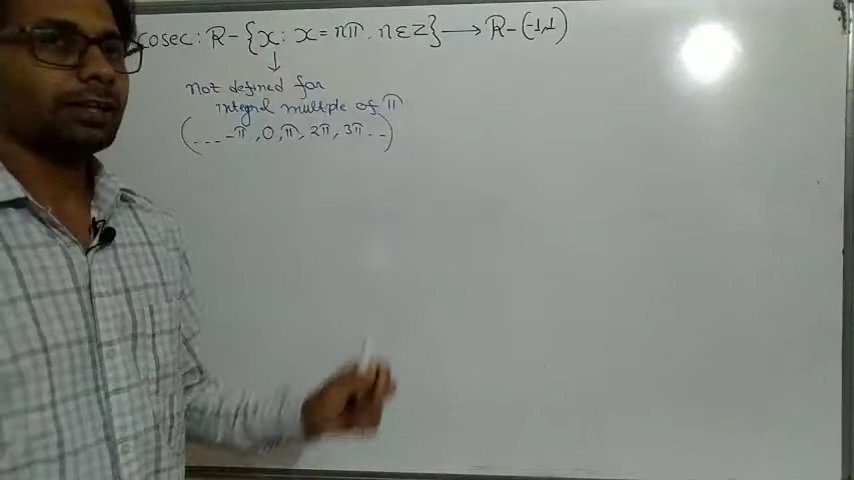 cosec: R-{x: x=nπ, n∈Z}→R-(-1,1)
↓
not defined for
integral multiple of π
(...-π, 0, π, 2π, 3π...)